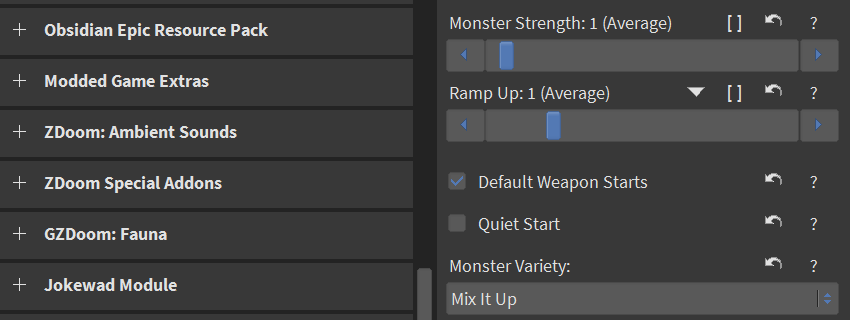 Obsidian Epic Resource Pack
Modded Game Extras
ZDoom: Ambient Sounds
ZDoom Special Addons
GZDoom: Fauna
Jokewad Module
Monster Strength: 1 (Average) [ ] ?
Ramp Up: 1 (Average) [ ] ?
Default Weapon Starts ?
Quiet Start ?
Monster Variety: ?
Mix It Up